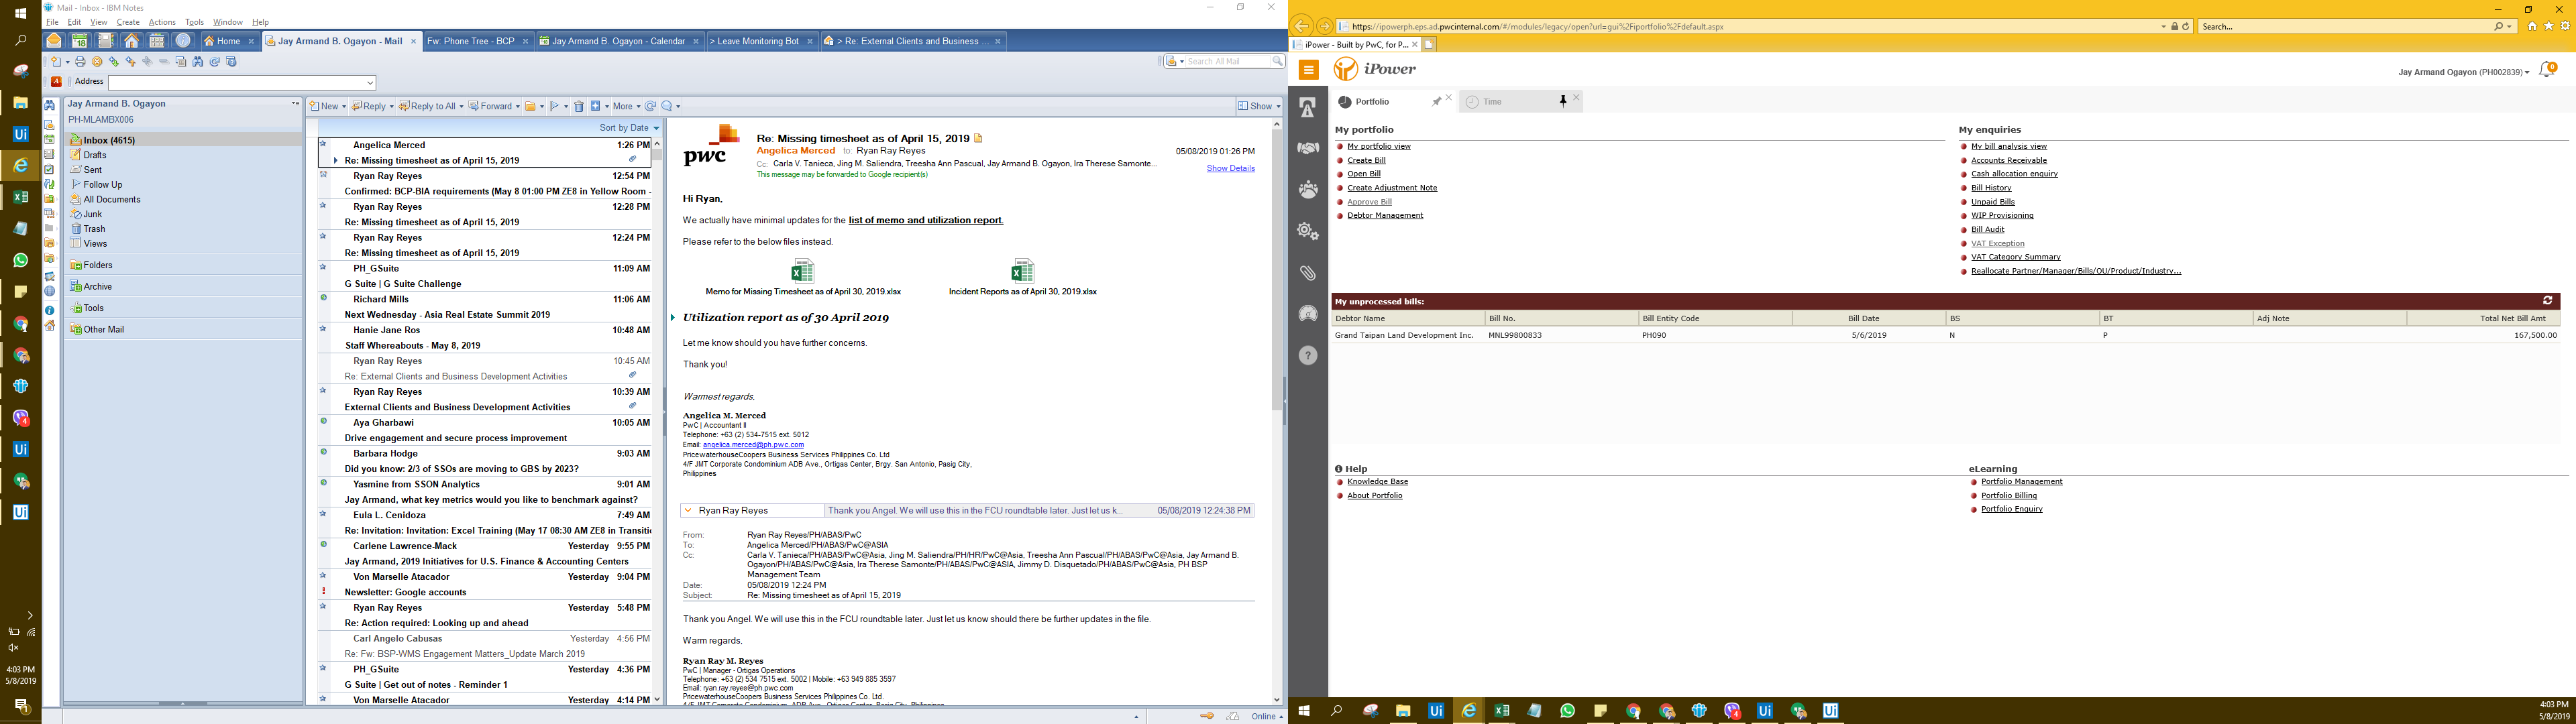 Mail - Inbox - IBM Notes
File Edit View Create Actions Tools Window Help
Home
Jay Armand B. Ogayon - Mail
Fw: Phone Tree - BCP
Jay Armand B. Ogayon - Calendar
> Leave Monitoring Bot
> Re: External Clients and Business ...
Search All Mail
Address
Jay Armand B. Ogayon
PH-MLAMBX006
Inbox (4615)
Drafts
Sent
Follow Up
All Documents
Junk
Trash
Views
Folders
Archive
Tools
Other Mail
New Reply Reply to All Forward More Show
Sort by Date
Angelica Merced 1:26 PM
Re: Missing timesheet as of April 15, 2019
Ryan Ray Reyes 12:54 PM
Confirmed: BCP-BIA requirements (May 8 01:00 PM ZE8 in Yellow Room -
Ryan Ray Reyes 12:28 PM
Re: Missing timesheet as of April 15, 2019
Ryan Ray Reyes 12:24 PM
Re: Missing timesheet as of April 15, 2019
PH_GSuite 11:09 AM
G Suite | G Suite Challenge
Richard Mills 11:06 AM
Next Wednesday - Asia Real Estate Summit 2019
Hanie Jane Ros 10:48 AM
Staff Whereabouts - May 8, 2019
Ryan Ray Reyes 10:45 AM
Re: External Clients and Business Development Activities
Ryan Ray Reyes 10:39 AM
External Clients and Business Development Activities
Aya Gharbawi 10:05 AM
Drive engagement and secure process improvement
Barbara Hodge 9:03 AM
Did you know: 2/3 of SSOs are moving to GBS by 2023?
Yasmine from SSON Analytics 9:01 AM
Jay Armand, what key metrics would you like to benchmark against?
Eula L. Cenidoza 7:49 AM
Re: Invitation: Invitation: Excel Training (May 17 08:30 AM ZE8 in Transiti
Carlene Lawrence-Mack Yesterday 9:55 PM
Jay Armand, 2019 Initiatives for U.S. Finance & Accounting Centers
Von Marselle Atacador Yesterday 9:04 PM
Newsletter: Google accounts
Ryan Ray Reyes Yesterday 5:48 PM
Re: Action required: Looking up and ahead
Carl Angelo Cabusas Yesterday 4:56 PM
Re: Fw: BSP-WMS Engagement Matters_Update March 2019
PH_GSuite Yesterday 4:36 PM
G Suite | Get out of notes - Reminder 1
Von Marselle Atacador Yesterday 4:14 PM
pwc
Re: Missing timesheet as of April 15, 2019
Angelica Merced to: Ryan Ray Reyes 05/08/2019 01:26 PM
Cc: Carla V. Tanieca, Jing M. Saliendra, Treesha Ann Pascual, Jay Armand B. Ogayon, Ira Therese Samonte...
This message may be forwarded to Google recipient(s)
Show Details
Hi Ryan,
We actually have minimal updates for the list of memo and utilization report.
Please refer to the below files instead.
Memo for Missing Timesheet as of April 30, 2019.xlsx
Incident Reports as of April 30, 2019.xlsx
Utilization report as of 30 April 2019
Let me know should you have further concerns.
Thank you!
Warmest regards,
Angelica M. Merced
PwC | Accountant II
Telephone: +63 (2) 534-7515 ext. 5012
Email: angelica.merced@ph.pwc.com
PricewaterhouseCoopers Business Services Philippines Co. Ltd
4/F JMT Corporate Condominium ADB Ave., Ortigas Center, Brgy. San Antonio, Pasig City,
Philippines
Ryan Ray Reyes Thank you Angel. We will use this in the FCU roundtable later. Just let us k... 05/08/2019 12:24:38 PM
From: Ryan Ray Reyes/PH/ABAS/PwC
To: Angelica Merced/PH/ABAS/PwC@ASIA
Cc: Carla V. Tanieca/PH/ABAS/PwC@Asia, Jing M. Saliendra/PH/HR/PwC@Asia, Treesha Ann Pascual/PH/ABAS/PwC@Asia, Jay Armand B.
Ogayon/PH/ABAS/PwC@Asia, Ira Therese Samonte/PH/ABAS/PwC@ASIA, Jimmy D. Disquetado/PH/ABAS/PwC@Asia, PH BSP
Management Team
Date: 05/08/2019 12:24 PM
Subject: Re: Missing timesheet as of April 15, 2019
Thank you Angel. We will use this in the FCU roundtable later. Just let us know should there be further updates in the file.
Warm regards,
Ryan Ray M. Reyes
PwC | Manager - Ortigas Operations
Telephone: +63 (2) 534 7515 ext. 5002 | Mobile: +63 949 885 3597
Email: ryan.ray.reyes@ph.pwc.com
PricewaterhouseCoopers Business Services Philippines Co. Ltd.
4/F JMT Corporate Condominium, ADB Ave., Ortigas Center, Pasig City, Philippines
Online
4:03 PM
5/8/2019
https://ipowerph.eps.ad.pwcinternal.com/#/modules/legacy/open?url=gui%2Fiportfolio%2Fdefault.aspx
Search...
iPower - Built by PwC, for P...
iPower
Jay Armand Ogayon (PH002839)
0
Portfolio
Time
My portfolio
My portfolio view
Create Bill
Open Bill
Create Adjustment Note
Approve Bill
Debtor Management
My enquiries
My bill analysis view
Accounts Receivable
Cash allocation enquiry
Bill History
Unpaid Bills
WIP Provisioning
Bill Audit
VAT Exception
VAT Category Summary
Reallocate Partner/Manager/Bills/OU/Product/Industry...
My unprocessed bills:
Debtor Name Bill No. Bill Entity Code Bill Date BS BT Adj Note Total Net Bill Amt
Grand Taipan Land Development Inc. MNL99800833 PH090 5/6/2019 N P 167,500.00
Help
Knowledge Base
About Portfolio
eLearning
Portfolio Management
Portfolio Billing
Portfolio Enquiry
4:03 PM
5/8/2019